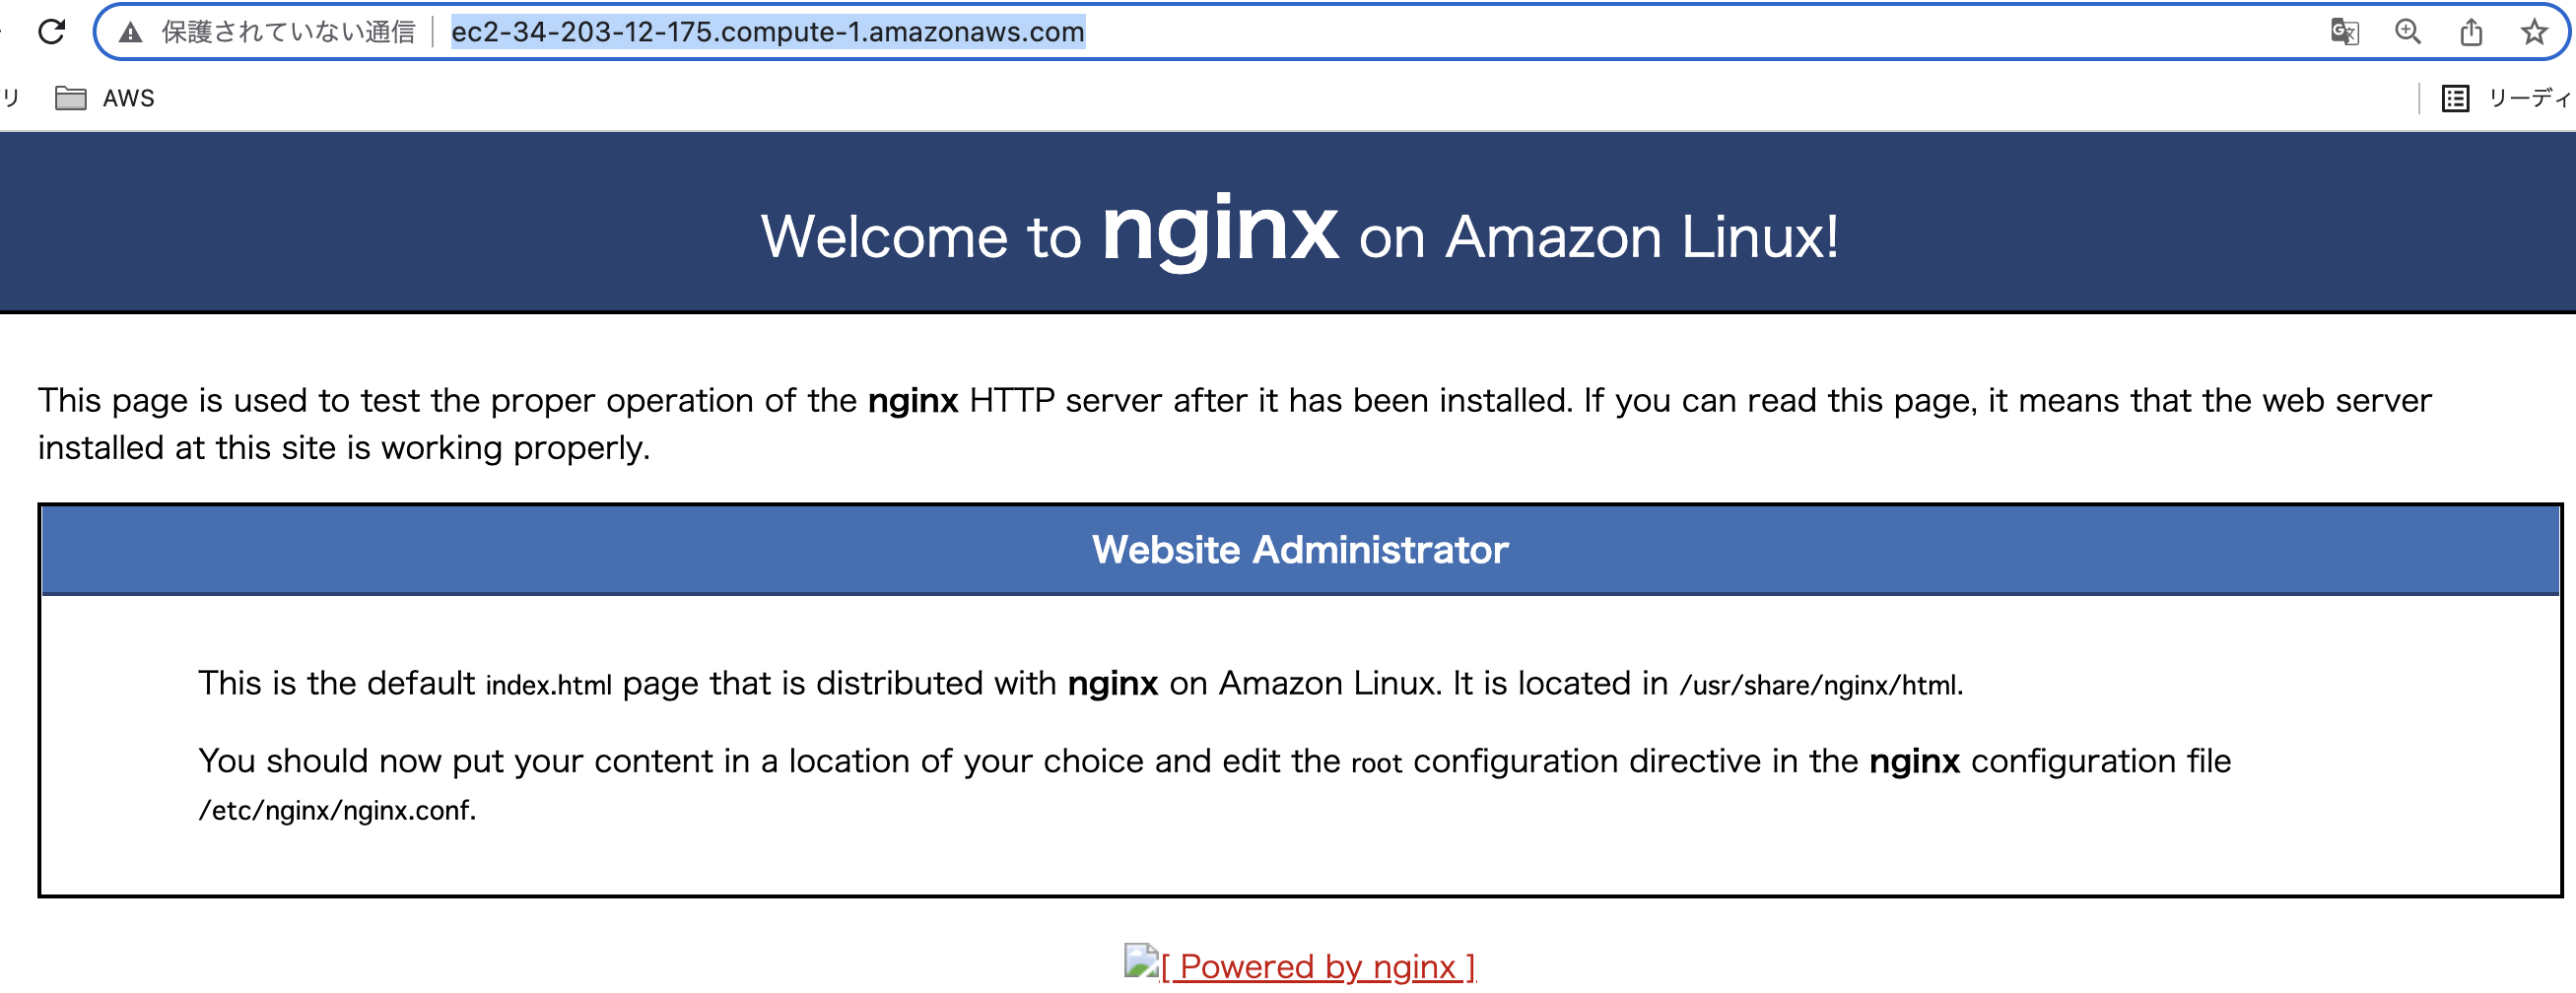 保護されていない通信 ec2-34-203-12-175.compute-1.amazonaws.com
リ AWS リーディ
Welcome to nginx on Amazon Linux!
This page is used to test the proper operation of the nginx HTTP server after it has been installed. If you can read this page, it means that the web server
installed at this site is working properly.
Website Administrator
This is the default index.html page that is distributed with nginx on Amazon Linux. It is located in /usr/share/nginx/html.
You should now put your content in a location of your choice and edit the root configuration directive in the nginx configuration file
/etc/nginx/nginx.conf.
[ Powered by nginx ]